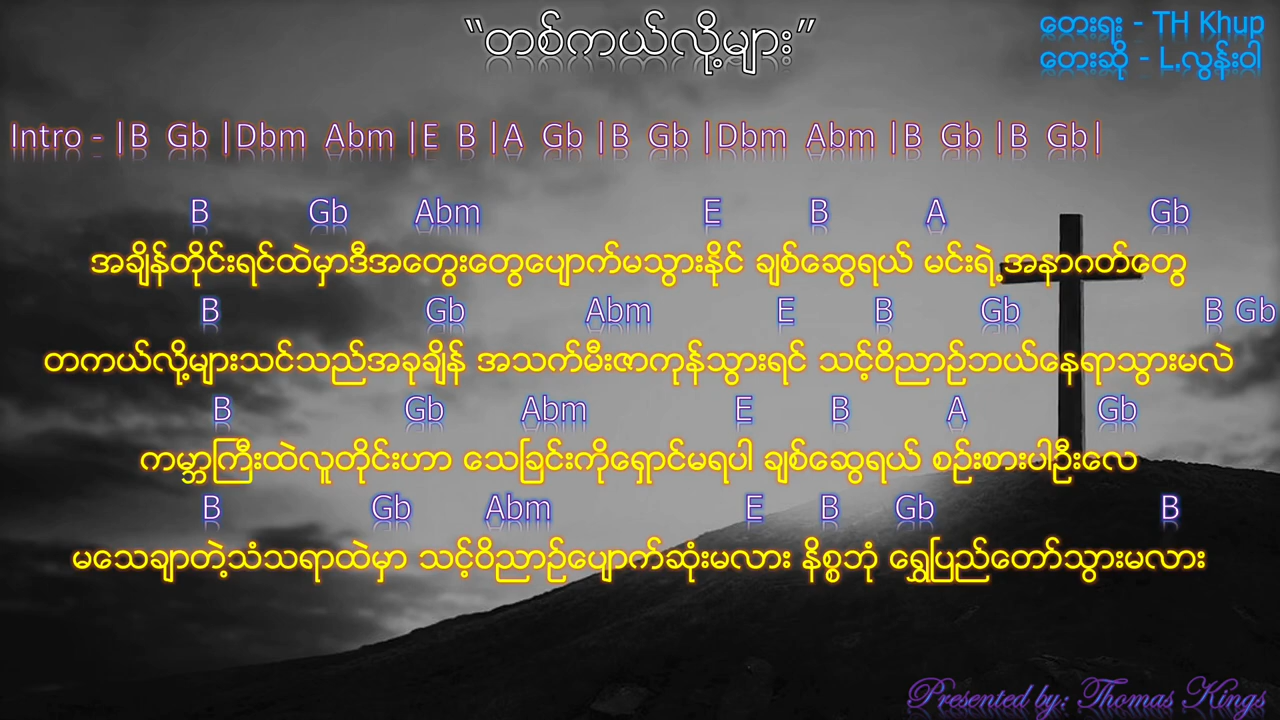 “တစ်ကယ်လို့များ”
တေးရး - TH Khup
တေးဆို - L.လွန်းဝါ
Intro - |B Gb |Dbm Abm |E B |A Gb |B Gb |Dbm Abm |B Gb |B Gb|
B Gb Abm E B A Gb
အချိန်တိုင်းရင်ထဲမှာဒီအတွေးတွေပျောက်မသွားနိုင် ချစ်ဆွေရယ် မင်းရဲ့အနာဂတ်တွေ
B Gb Abm E B Gb B Gb
တကယ်လို့များသင်သည်အခုချိန် အသက်မီးဇာကုန်သွားရင် သင့်ဝိညာဉ်ဘယ်နေရာသွားမလဲ
B Gb Abm E B A Gb
ကမ္ဘာကြီးထဲလူတိုင်းဟာ သေခြင်းကိုရှောင်မရပါ ချစ်ဆွေရယ် စဉ်းစားပါဦးလေ
B Gb Abm E B Gb B
မသေချာတဲ့သံသရာထဲမှာ သင့်ဝိညာဉ်ပျောက်ဆုံးမလား နိစ္စဘုံ ရွှေပြည်တော်သွားမလား
Presented by: Thomas Kings